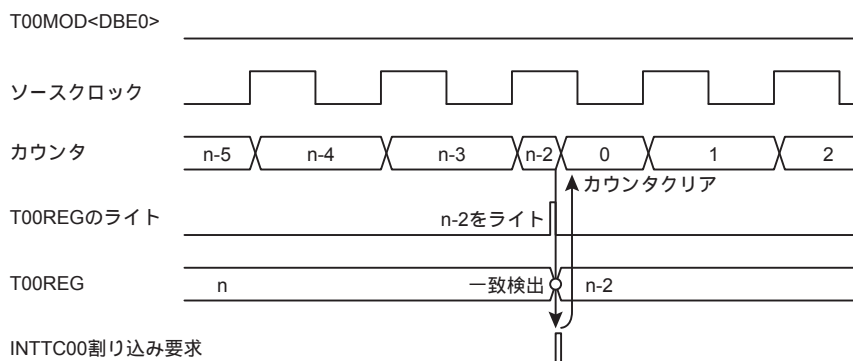 T00MOD<DBE0>
ソースクロック
カウンタ n-5 n-4 n-3 n-2 0 1 2
カウンタクリア
T00REGのライト n-2をライト
T00REG n 一致検出 n-2
INTTC00割り込み要求